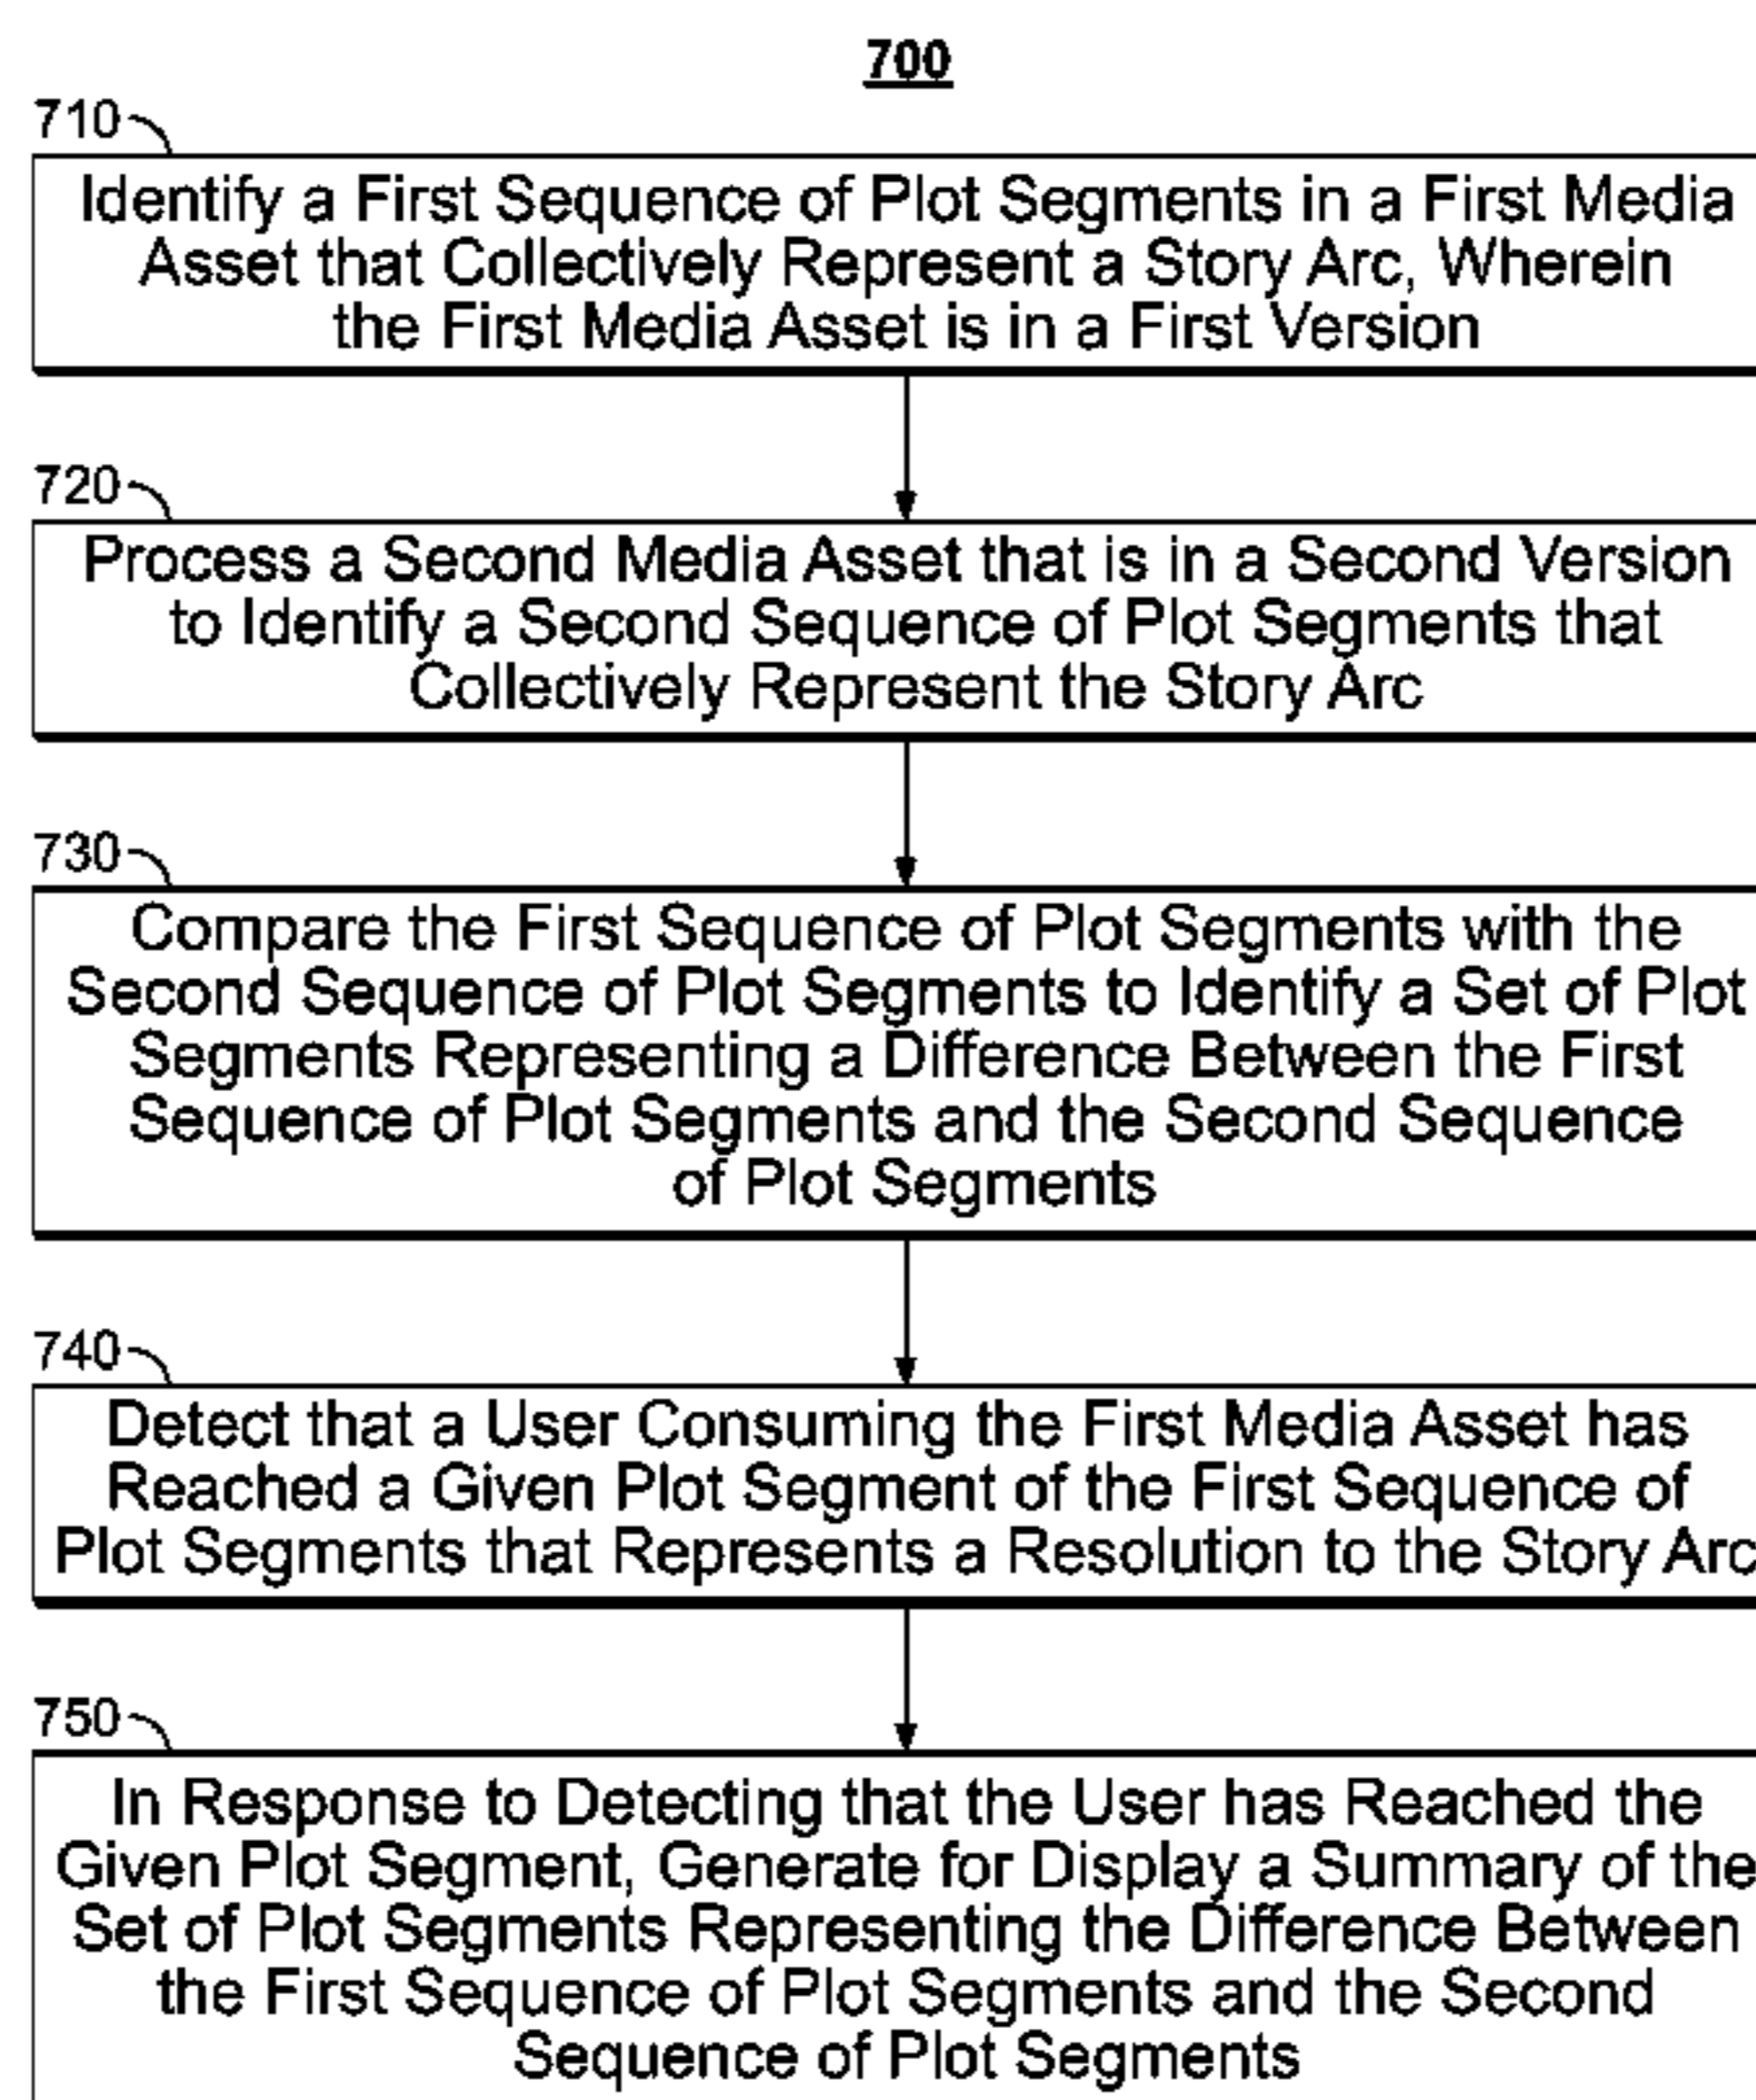 700
710
Identify a First Sequence of Plot Segments in a First Media
Asset that Collectively Represent a Story Arc, Wherein
the First Media Asset is in a First Version
720
Process a Second Media Asset that is in a Second Version
to Identify a Second Sequence of Plot Segments that
Collectively Represent the Story Arc
730
Compare the First Sequence of Plot Segments with the
Second Sequence of Plot Segments to Identify a Set of Plot
Segments Representing a Difference Between the First
Sequence of Plot Segments and the Second Sequence
of Plot Segments
740
Detect that a User Consuming the First Media Asset has
Reached a Given Plot Segment of the First Sequence of
Plot Segments that Represents a Resolution to the Story Arc
750
In Response to Detecting that the User has Reached the
Given Plot Segment, Generate for Display a Summary of the
Set of Plot Segments Representing the Difference Between
the First Sequence of Plot Segments and the Second
Sequence of Plot Segments